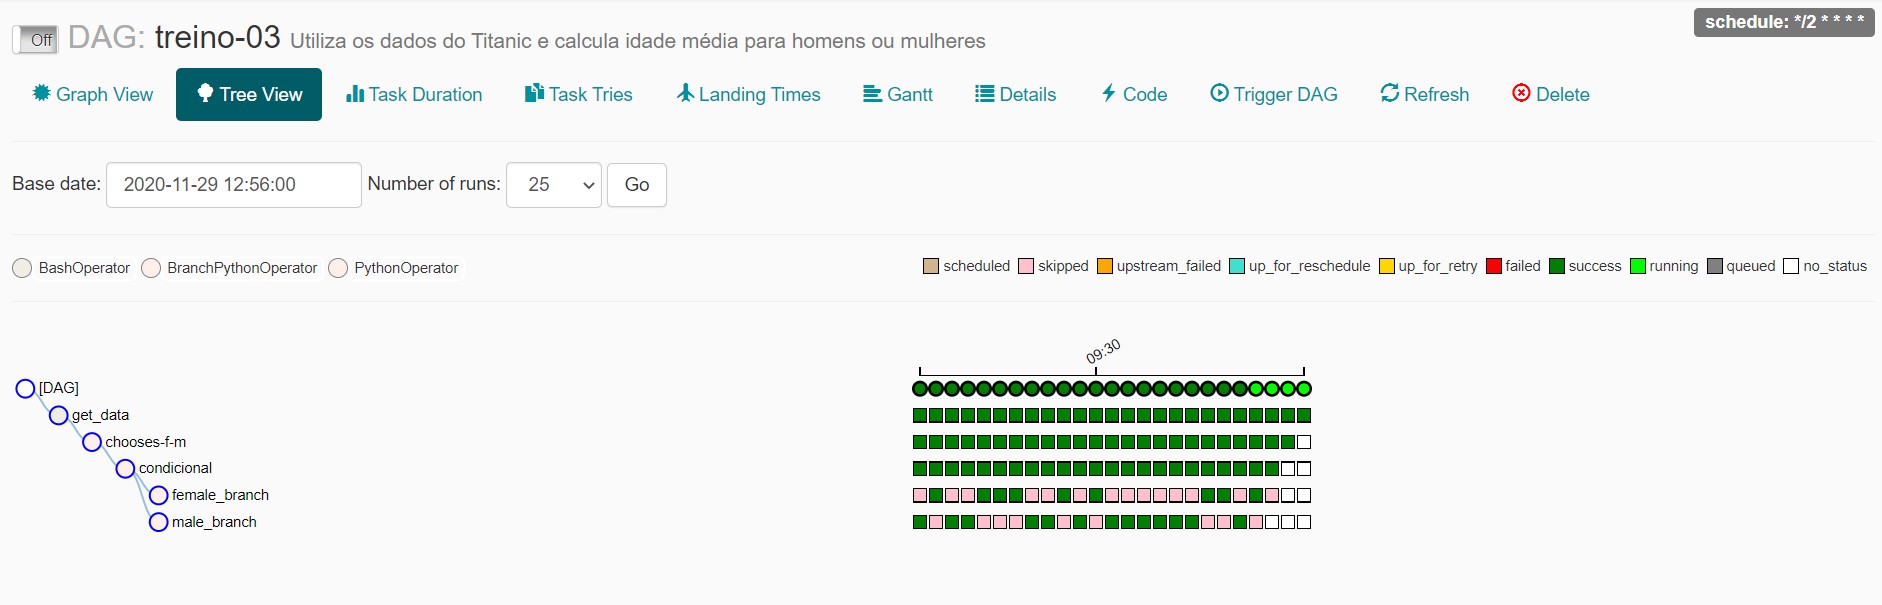 schedule: */2 * * * *
Off DAG: treino-03 Utiliza os dados do Titanic e calcula idade média para homens ou mulheres
Graph View Tree View Task Duration Task Tries Landing Times Gantt Details Code Trigger DAG Refresh Delete
Base date: 2020-11-29 12:56:00 Number of runs: 25 Go
BashOperator BranchPythonOperator PythonOperator scheduled skipped upstream_failed up_for_reschedule up_for_retry failed success running queued no_status
09:30
[DAG]
get_data
chooses-f-m
condicional
female_branch
male_branch